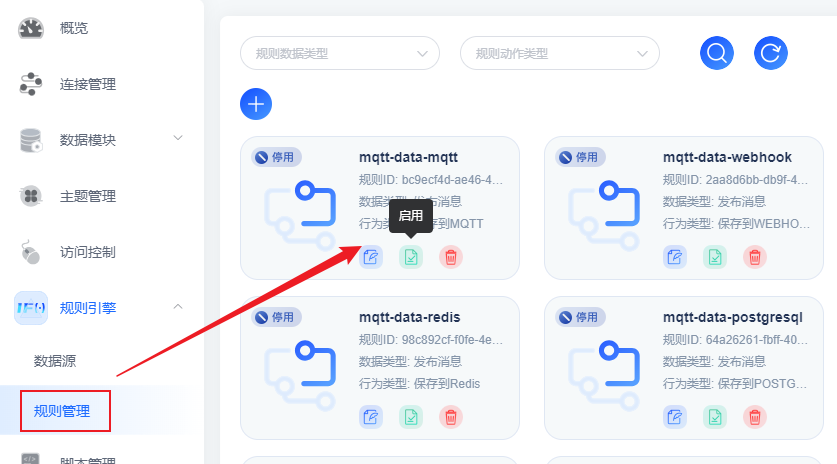 概览
连接管理
数据模块
主题管理
访问控制
规则引擎
数据源
规则管理
脚本管理
规则数据类型
规则动作类型
停用
mqtt-data-mqtt
规则ID: bc9ecf4d-ae46-4...
数据类型: 发布消息
行为类型: 保存到MQTT
启用
停用
mqtt-data-webhook
规则ID: 2aa8d6bb-db9f-4...
数据类型: 发布消息
行为类型: 保存到WEBHO...
停用
mqtt-data-redis
规则ID: 98c892cf-f0fe-4e...
数据类型: 发布消息
行为类型: 保存到Redis
停用
mqtt-data-postgresql
规则ID: 64a26261-fbff-40...
数据类型: 发布消息
行为类型: 保存到POSTG...